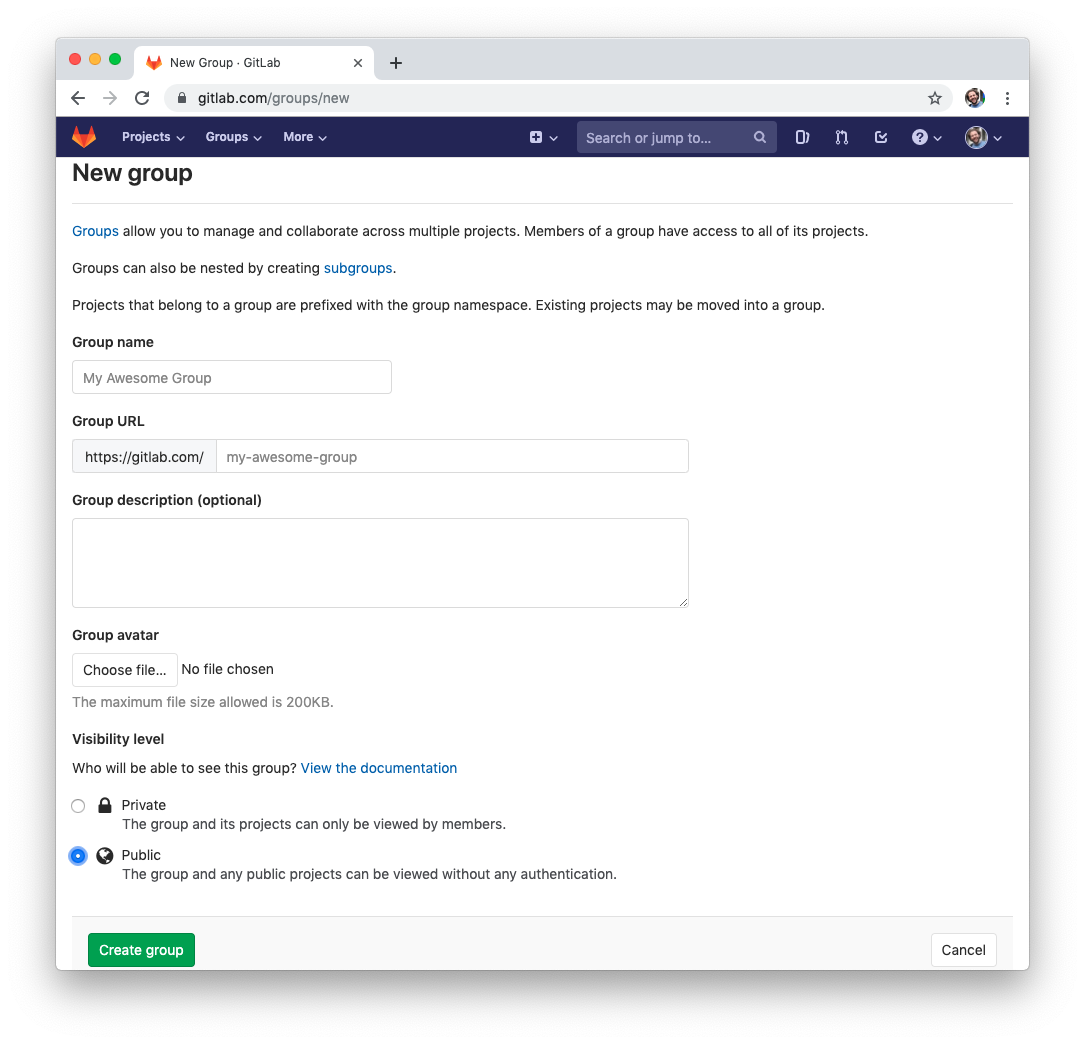 New Group · GitLab
gitlab.com/groups/new
Projects Groups More Search or jump to...
New group
Groups allow you to manage and collaborate across multiple projects. Members of a group have access to all of its projects.
Groups can also be nested by creating subgroups.
Projects that belong to a group are prefixed with the group namespace. Existing projects may be moved into a group.
Group name
My Awesome Group
Group URL
https://gitlab.com/ my-awesome-group
Group description (optional)
Group avatar
Choose file... No file chosen
The maximum file size allowed is 200KB.
Visibility level
Who will be able to see this group? View the documentation
Private
The group and its projects can only be viewed by members.
Public
The group and any public projects can be viewed without any authentication.
Create group Cancel